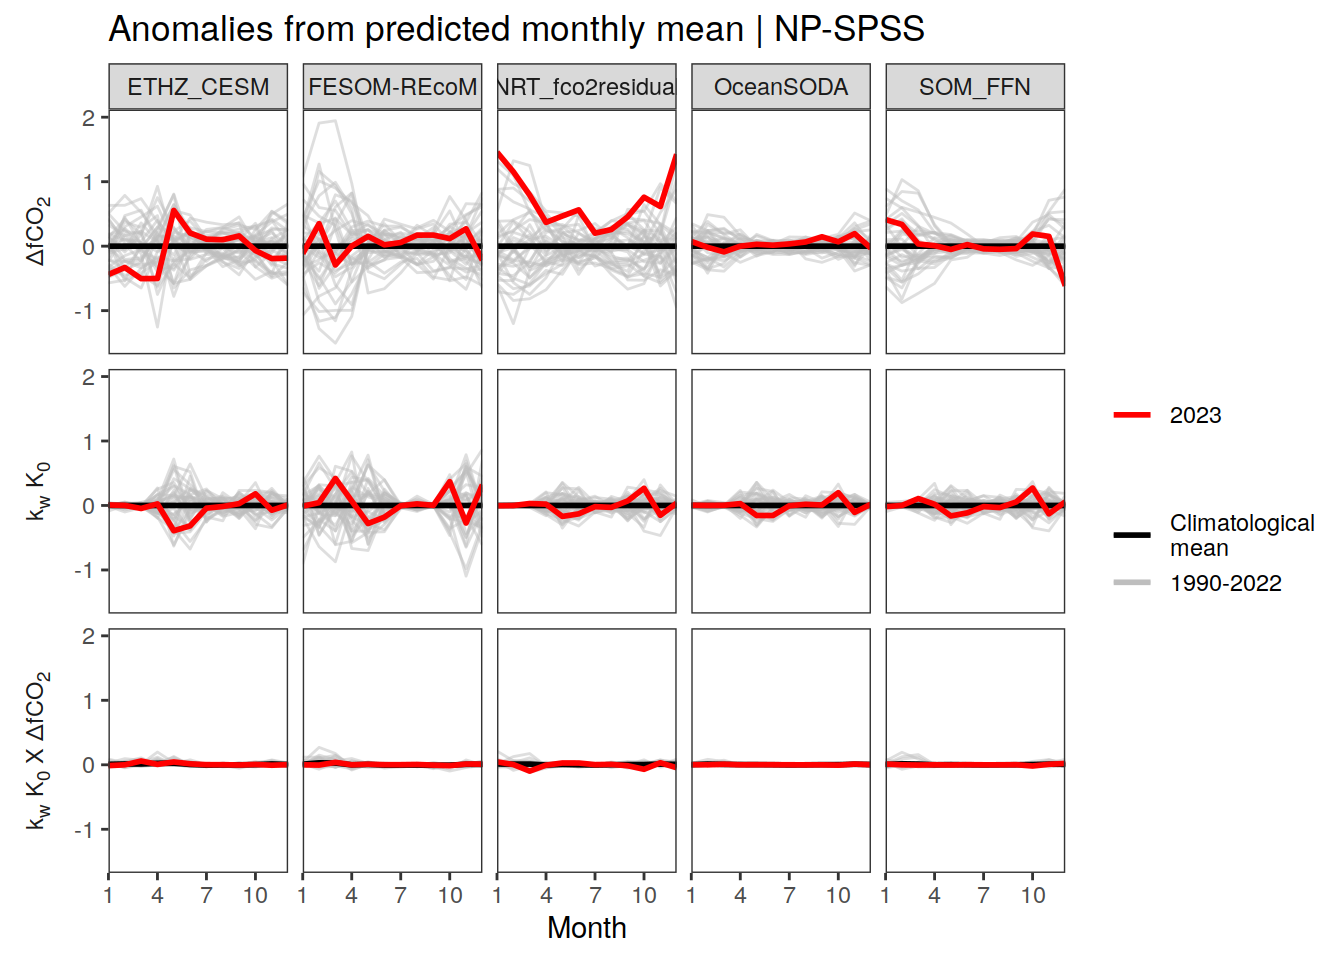 Anomalies from predicted monthly mean | NP-SPSS
ETHZ_CESM
FESOM-REcoM
NRT_fco2residual
OceanSODA
SOM_FFN
ΔfCO₂
2
1
0
-1
k_w K₀
2
1
0
-1
k_w K₀ X ΔfCO₂
2
1
0
-1
1 4 7 10
1 4 7 10
1 4 7 10
1 4 7 10
1 4 7 10
Month
2023
Climatological
mean
1990-2022